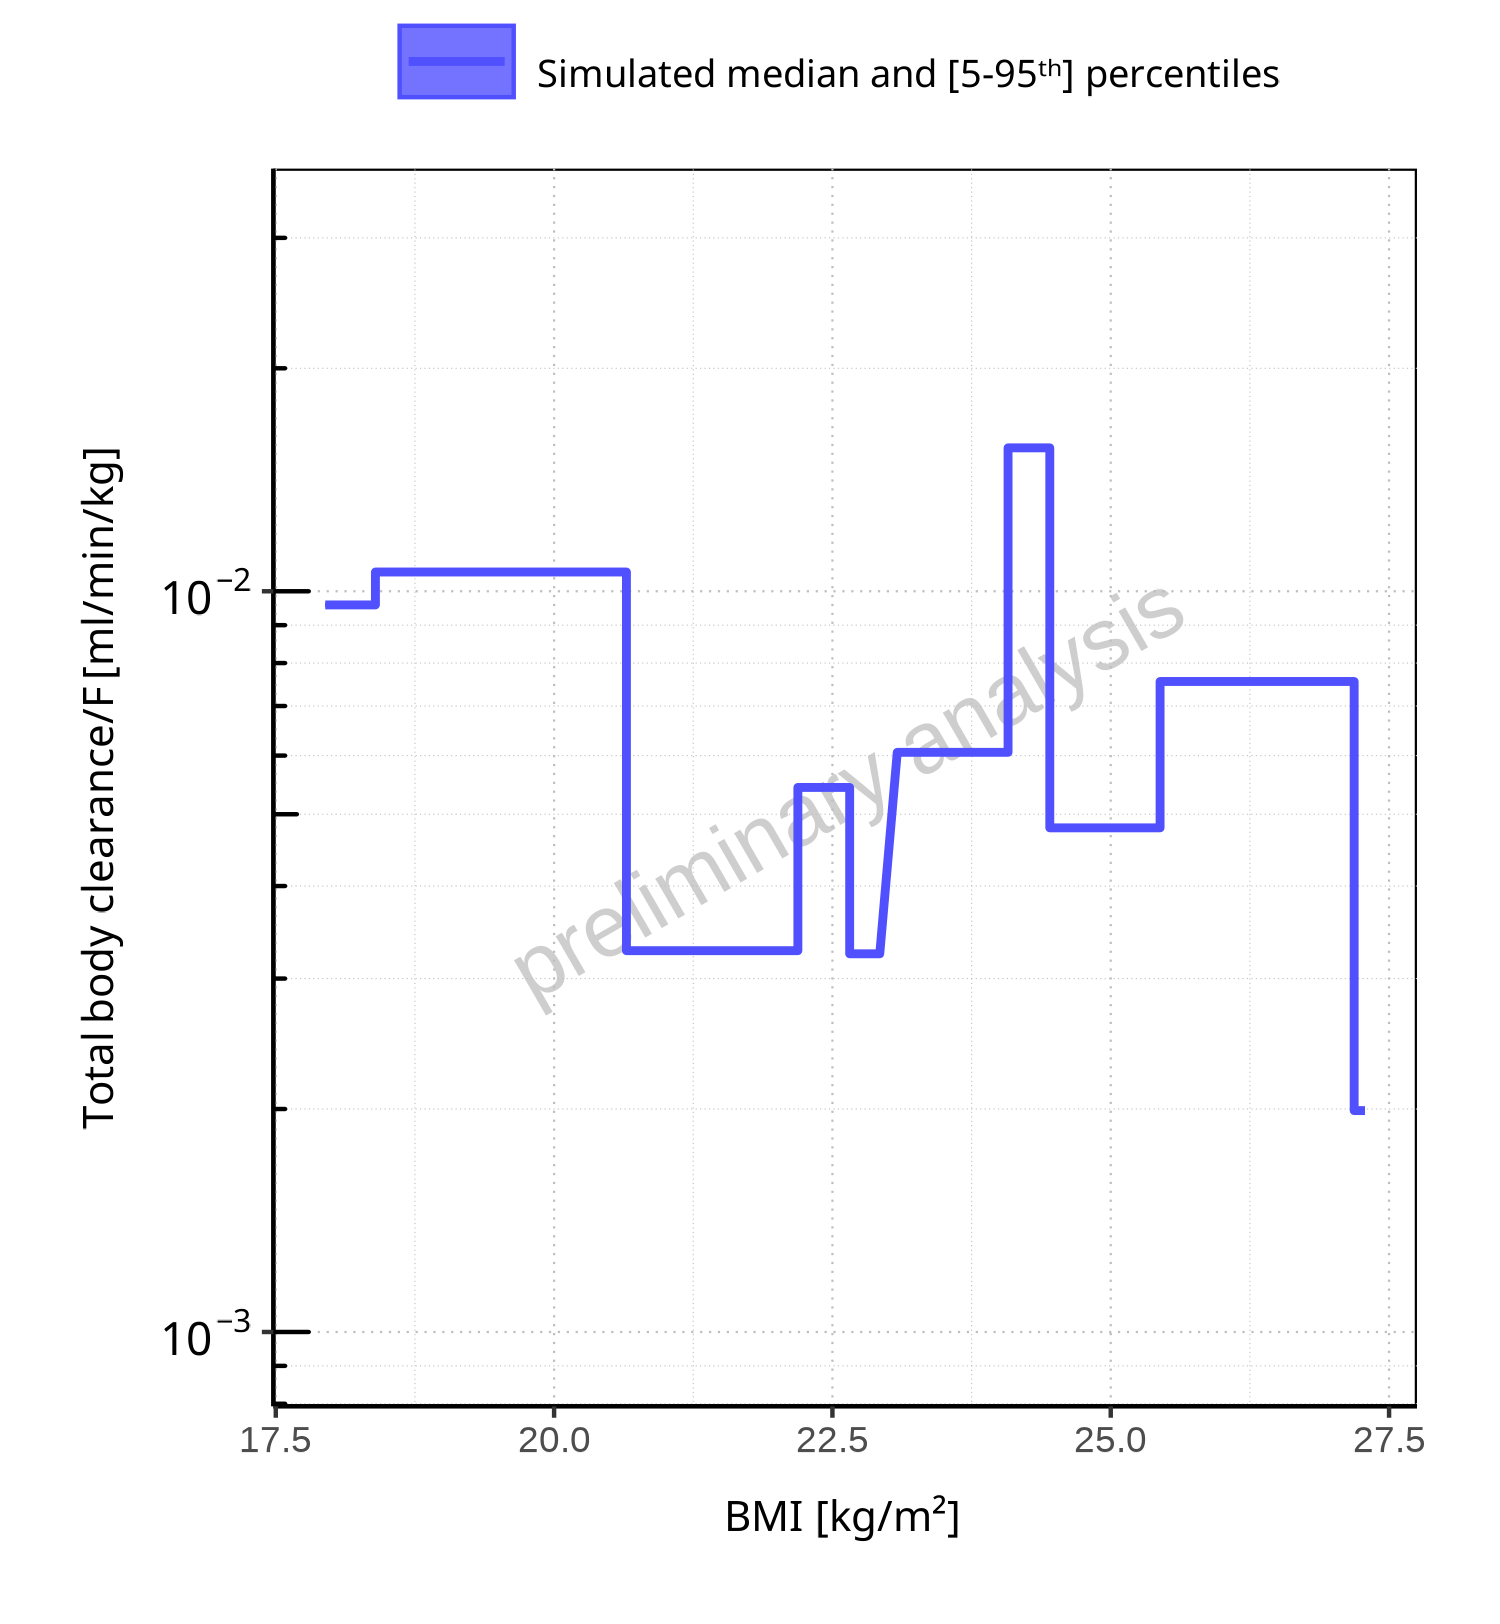 Simulated median and [5-95ᵗʰ] percentiles
Total body clearance/F [ml/min/kg]
10⁻²
10⁻³
preliminary analysis
17.5 20.0 22.5 25.0 27.5
BMI [kg/m²]